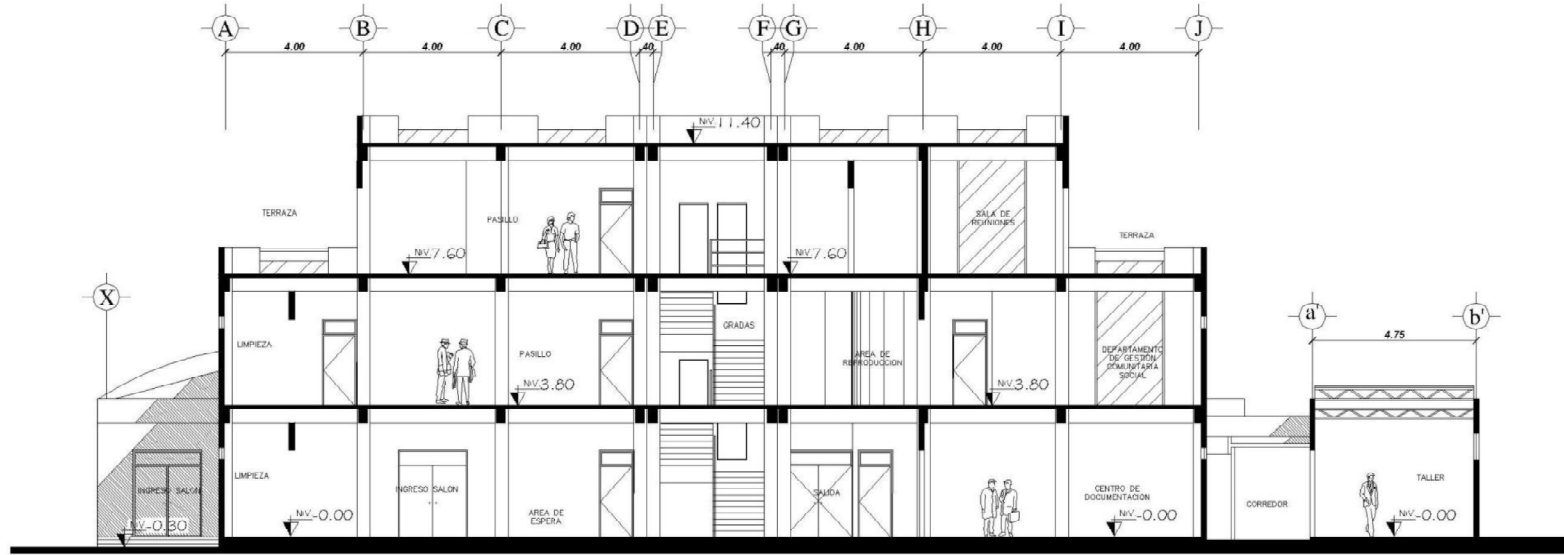 A B C D E F G H I J
4.00 4.00 4.00 .40 .40 4.00 4.00 4.00
NIV. 11.40
TERRAZA
PASILLO
SALA DE
REUNIONES
TERRAZA
NIV. 7.60
NIV. 7.60
X
a' b'
4.75
LIMPIEZA
PASILLO
GRADAS
AREA DE
REPRODUCCION
DEPARTAMENTO
DE GESTION
COMUNITARIA
SOCIAL
NIV. 3.80
NIV. 3.80
LIMPIEZA
INGRESO SALON
INGRESO SALON
AREA DE
ESPERA
SALIDA
CENTRO DE
DOCUMENTACION
CORREDOR
TALLER
NIV.-0.30
NIV.-0.00
NIV.-0.00
NIV.-0.00